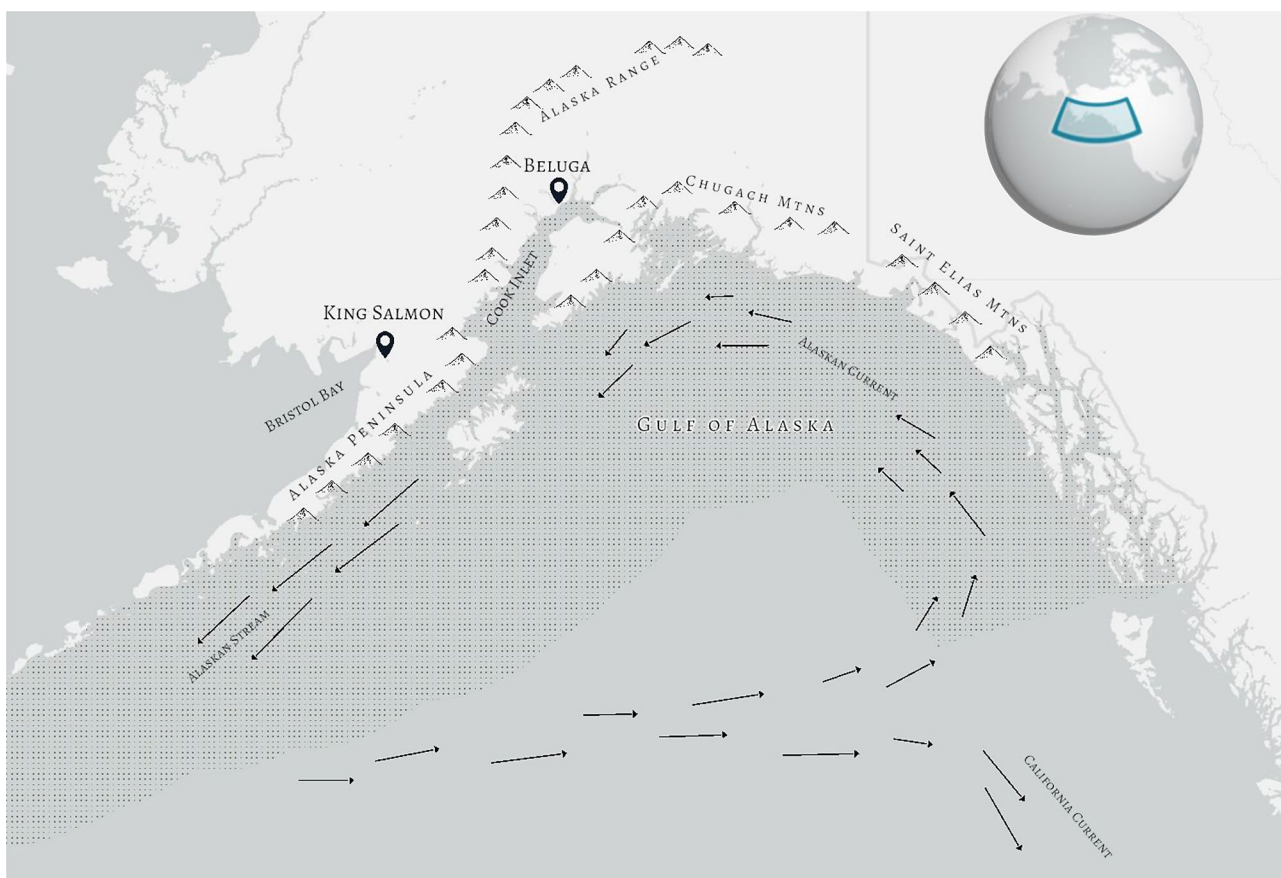 Alaska Range
Beluga
Chugach Mtns
Saint Elias Mtns
Cook Inlet
King Salmon
Alaskan Current
Bristol Bay
Alaska Peninsula
Gulf of Alaska
Alaskan Stream
California Current